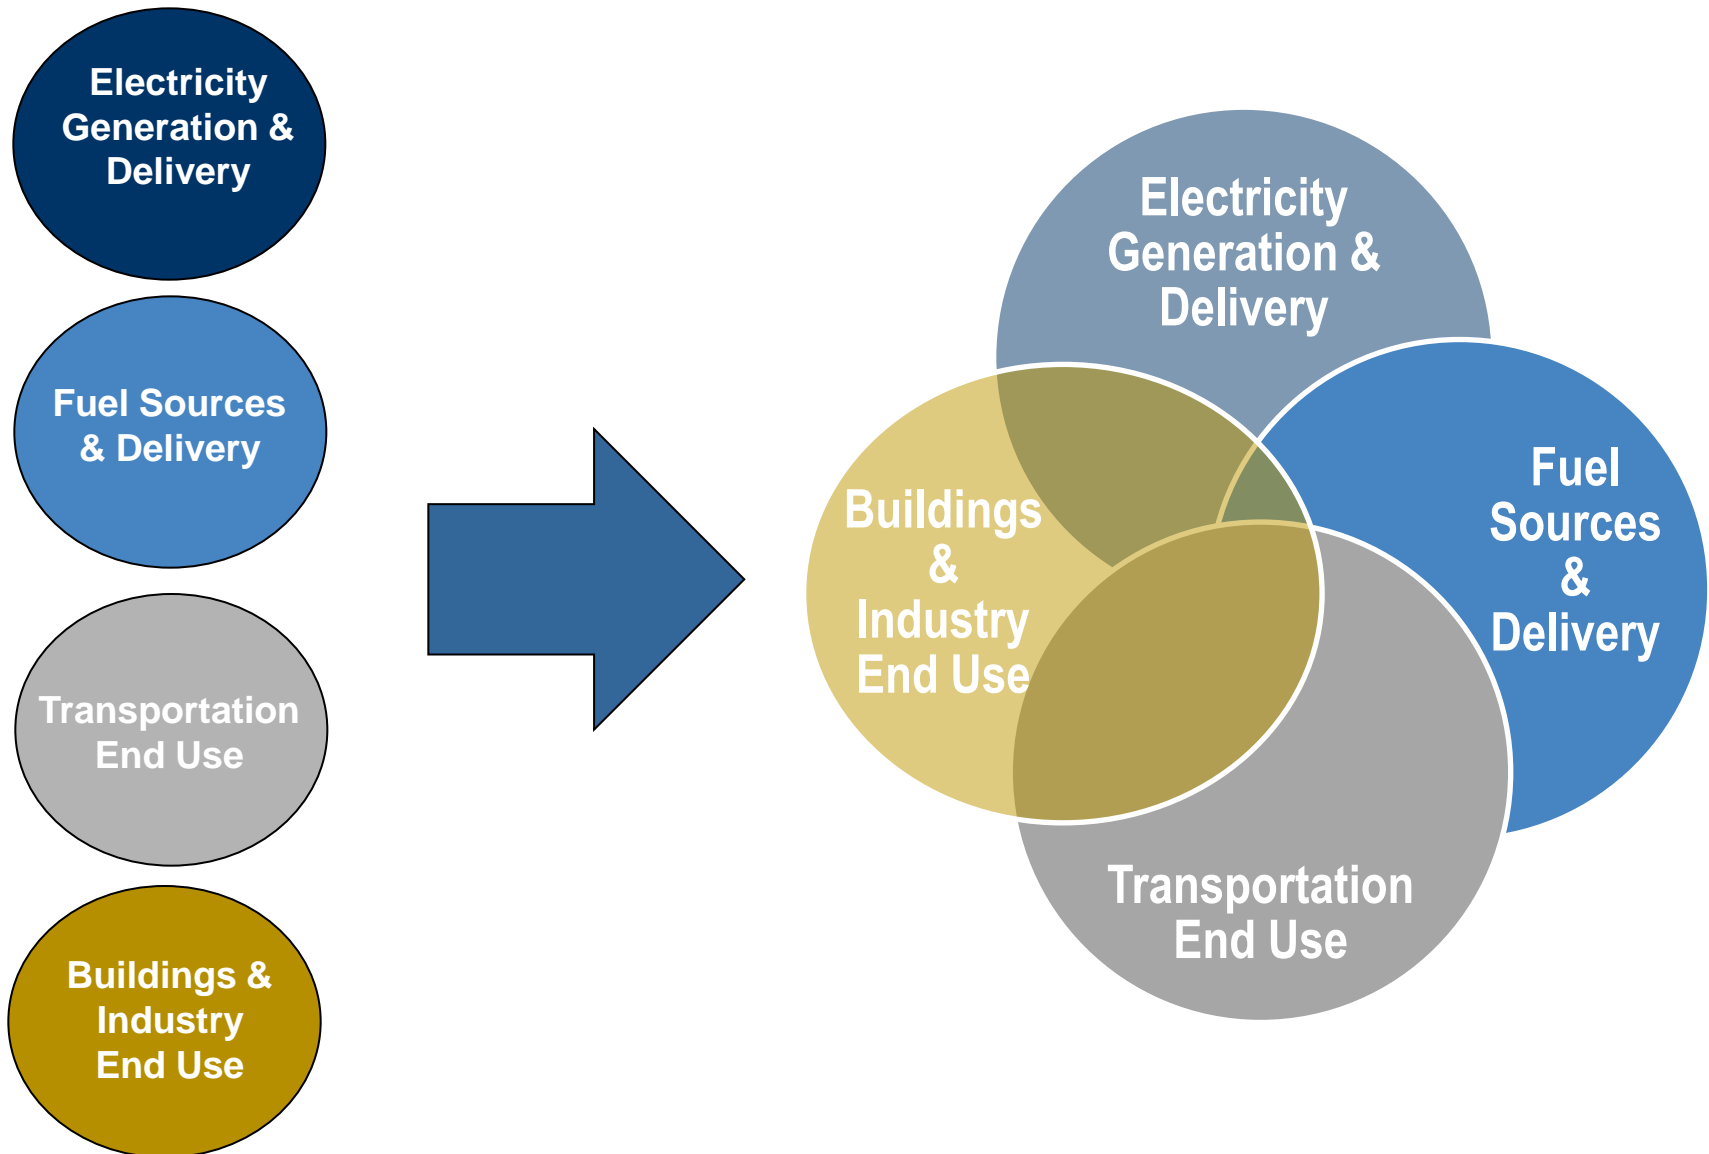 Electricity
Generation &
Delivery
Fuel Sources
& Delivery
Transportation
End Use
Buildings &
Industry
End Use
Electricity
Generation &
Delivery
Fuel
Sources
&
Delivery
Buildings
&
Industry
End Use
Transportation
End Use